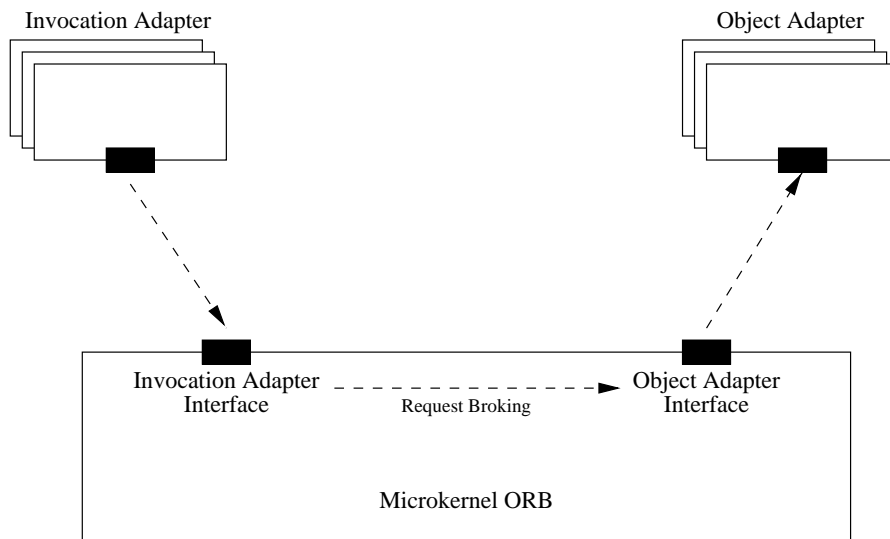 Invocation Adapter
Object Adapter
Invocation Adapter
Interface
Request Broking
Object Adapter
Interface
Microkernel ORB